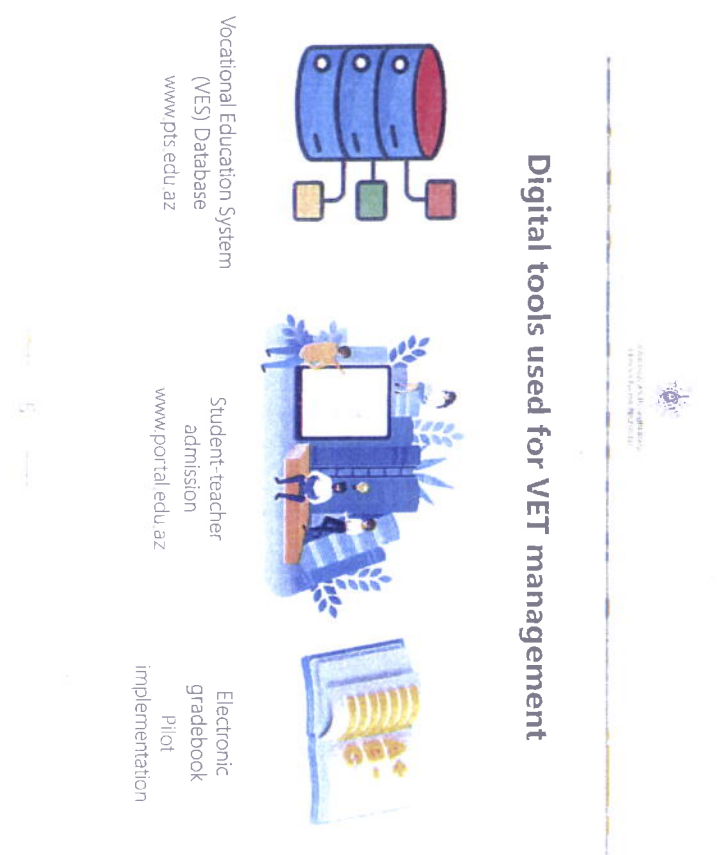 Digital tools used for VET management
Vocational Education System
(VES) Database
www.pts.edu.az
Student-teacher
admission
www.portal.edu.az
Electronic
gradebook
Pilot
implementation
A+
B-
C